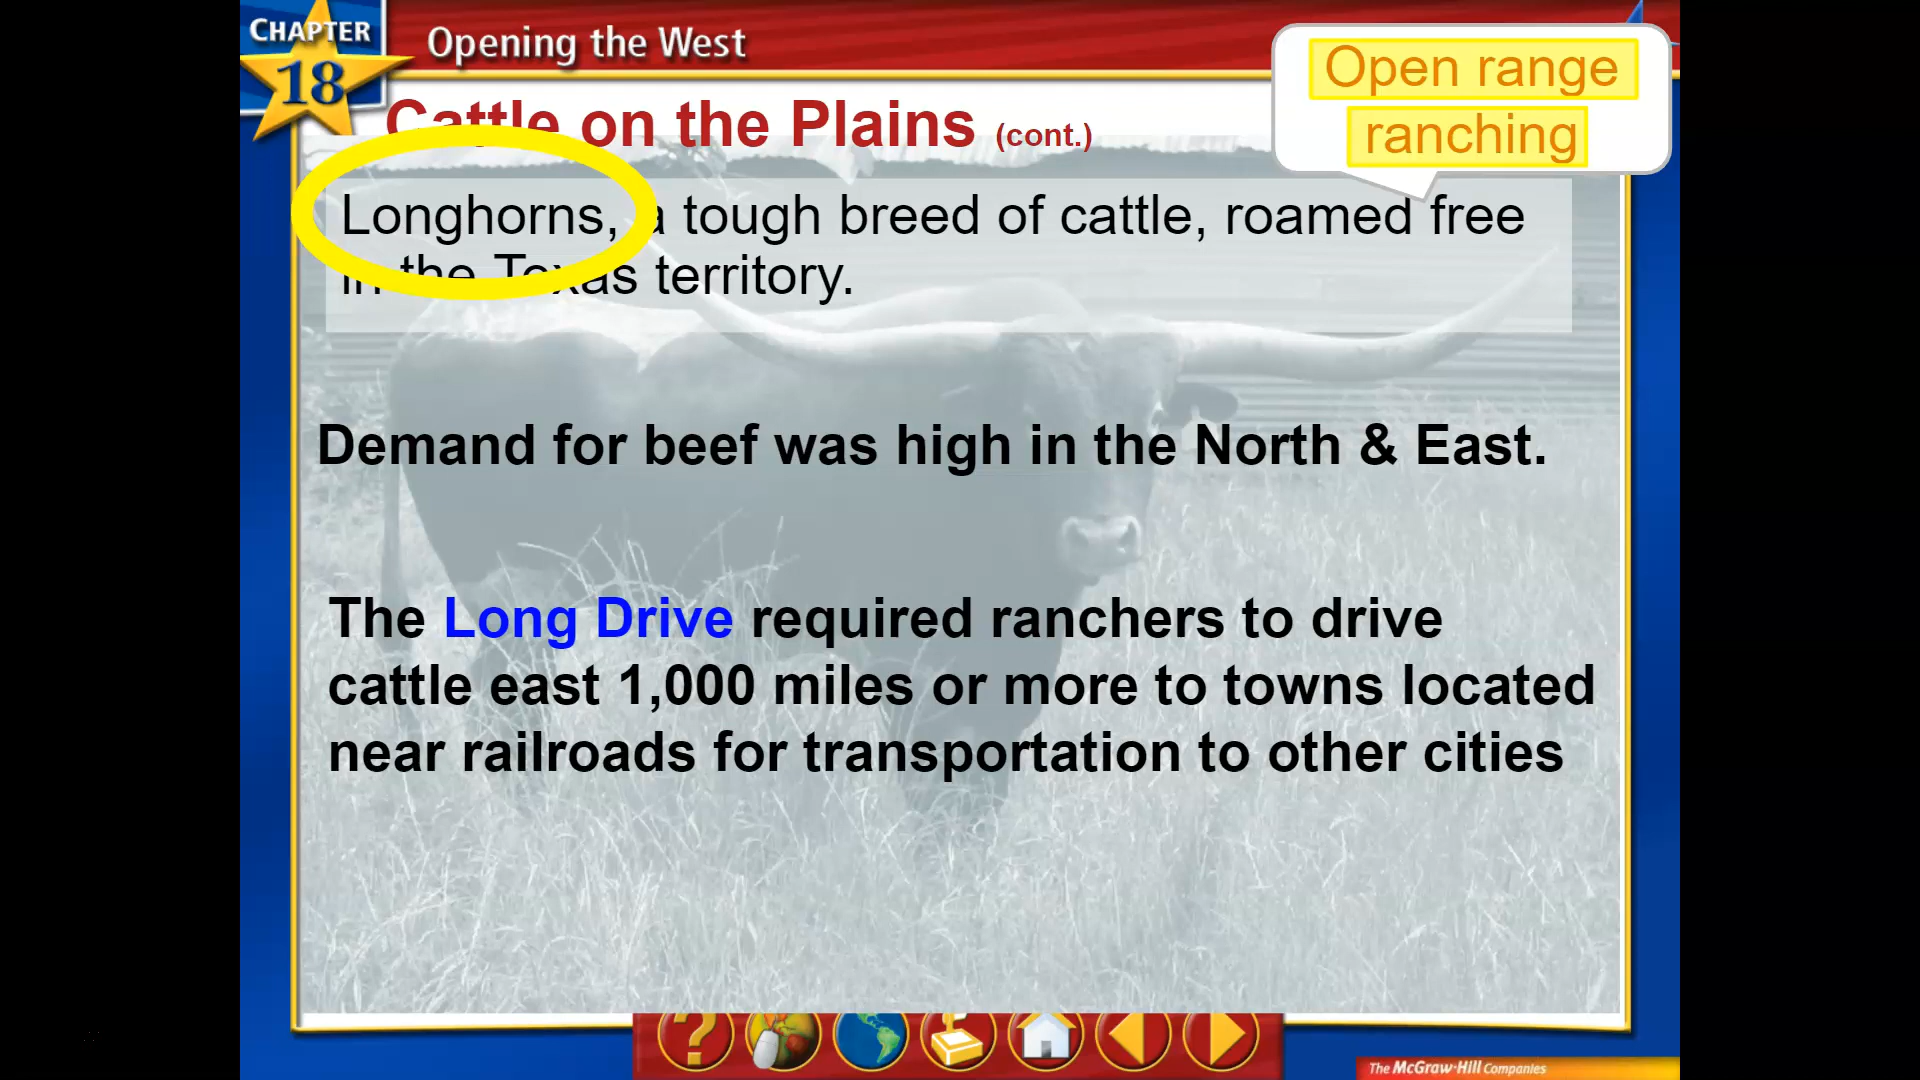 CHAPTER
18
Opening the West
Open range
ranching
Cattle on the Plains (cont.)
Longhorns, a tough breed of cattle, roamed free
in the Texas territory.
Demand for beef was high in the North & East.
The Long Drive required ranchers to drive
cattle east 1,000 miles or more to towns located
near railroads for transportation to other cities
?
The McGraw-Hill Companies